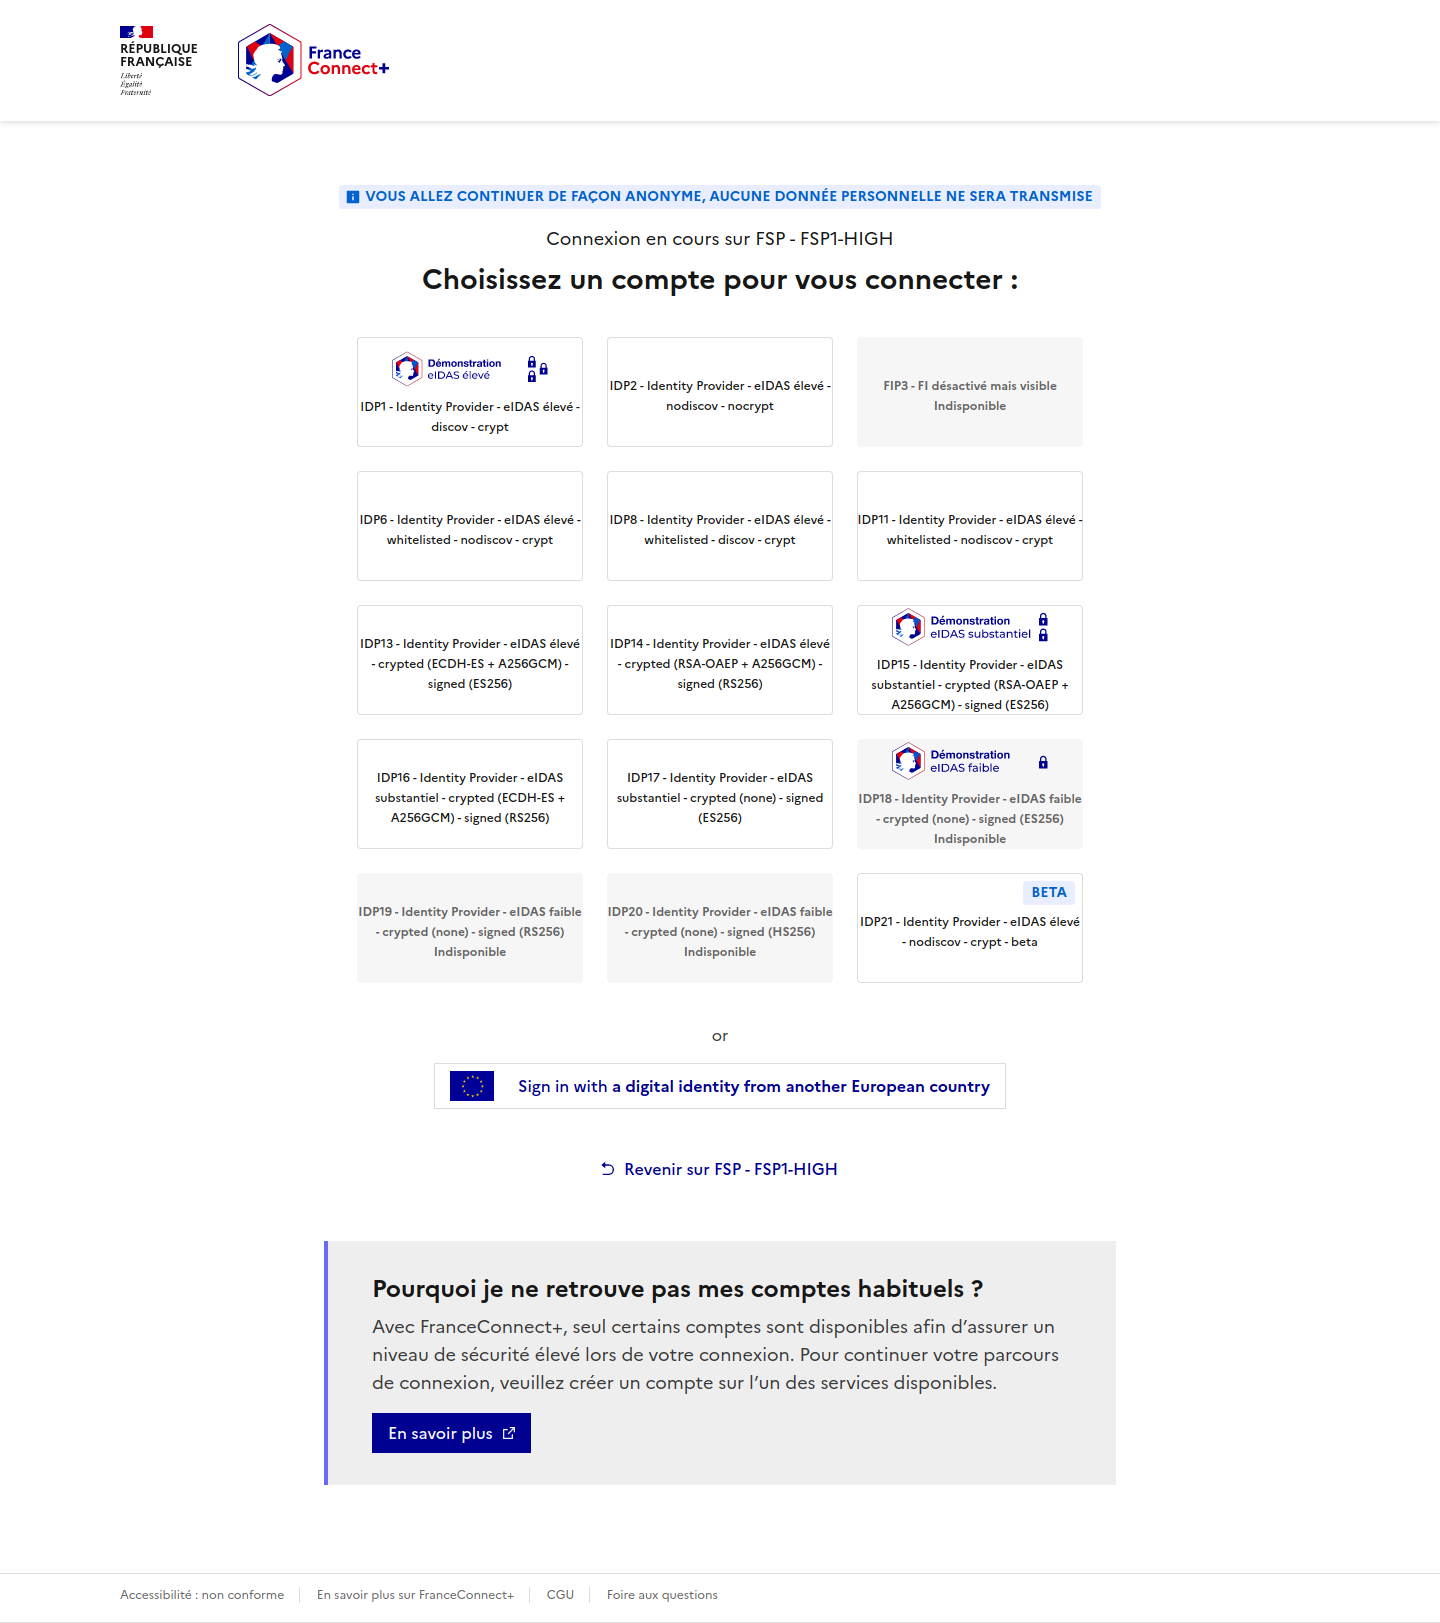 RÉPUBLIQUE
FRANÇAISE
Liberté
Égalité
Fraternité
France
Connect+
VOUS ALLEZ CONTINUER DE FAÇON ANONYME, AUCUNE DONNÉE PERSONNELLE NE SERA TRANSMISE
Connexion en cours sur FSP - FSP1-HIGH
Choisissez un compte pour vous connecter :
Démonstration
eIDAS élevé
IDP1 - Identity Provider - eIDAS élevé -
discov - crypt
IDP2 - Identity Provider - eIDAS élevé -
nodiscov - nocrypt
FIP3 - FI désactivé mais visible
Indisponible
IDP6 - Identity Provider - eIDAS élevé -
whitelisted - nodiscov - crypt
IDP8 - Identity Provider - eIDAS élevé -
whitelisted - discov - crypt
IDP11 - Identity Provider - eIDAS élevé -
whitelisted - nodiscov - crypt
IDP13 - Identity Provider - eIDAS élevé
- crypted (ECDH-ES + A256GCM) -
signed (ES256)
IDP14 - Identity Provider - eIDAS élevé
- crypted (RSA-OAEP + A256GCM) -
signed (RS256)
Démonstration
eIDAS substantiel
IDP15 - Identity Provider - eIDAS
substantiel - crypted (RSA-OAEP +
A256GCM) - signed (ES256)
IDP16 - Identity Provider - eIDAS
substantiel - crypted (ECDH-ES +
A256GCM) - signed (RS256)
IDP17 - Identity Provider - eIDAS
substantiel - crypted (none) - signed
(ES256)
Démonstration
eIDAS faible
IDP18 - Identity Provider - eIDAS faible
- crypted (none) - signed (ES256)
Indisponible
IDP19 - Identity Provider - eIDAS faible
- crypted (none) - signed (RS256)
Indisponible
IDP20 - Identity Provider - eIDAS faible
- crypted (none) - signed (HS256)
Indisponible
BETA
IDP21 - Identity Provider - eIDAS élevé
- nodiscov - crypt - beta
or
Sign in with a digital identity from another European country
Revenir sur FSP - FSP1-HIGH
Pourquoi je ne retrouve pas mes comptes habituels ?
Avec FranceConnect+, seul certains comptes sont disponibles afin d’assurer un
niveau de sécurité élevé lors de votre connexion. Pour continuer votre parcours
de connexion, veuillez créer un compte sur l’un des services disponibles.
En savoir plus
Accessibilité : non conforme
En savoir plus sur FranceConnect+
CGU
Foire aux questions